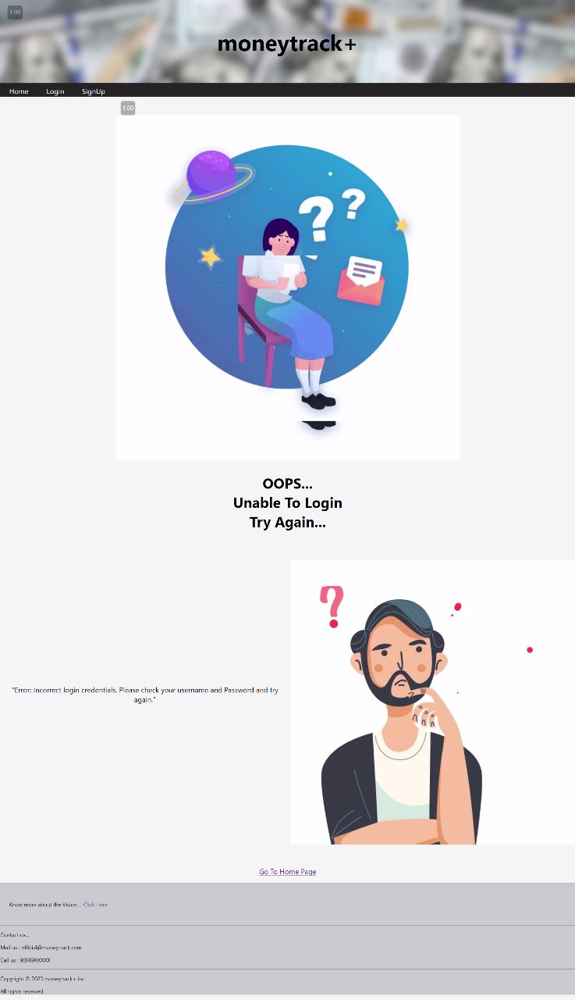 1.00
moneytrack+
Home Login SignUp
1.00
? ?
OOPS...
Unable To Login
Try Again...
?
"Error: Incorrect login credentials. Please check your username and Password and try
again."
Go To Home Page
Know more about the Vision... Click Here
Contact us...
Mail us : official@moneytrack.com
Call us : 98989XXXXX
Copyright © 2023 moneytrack+ inc.
All rights reserved